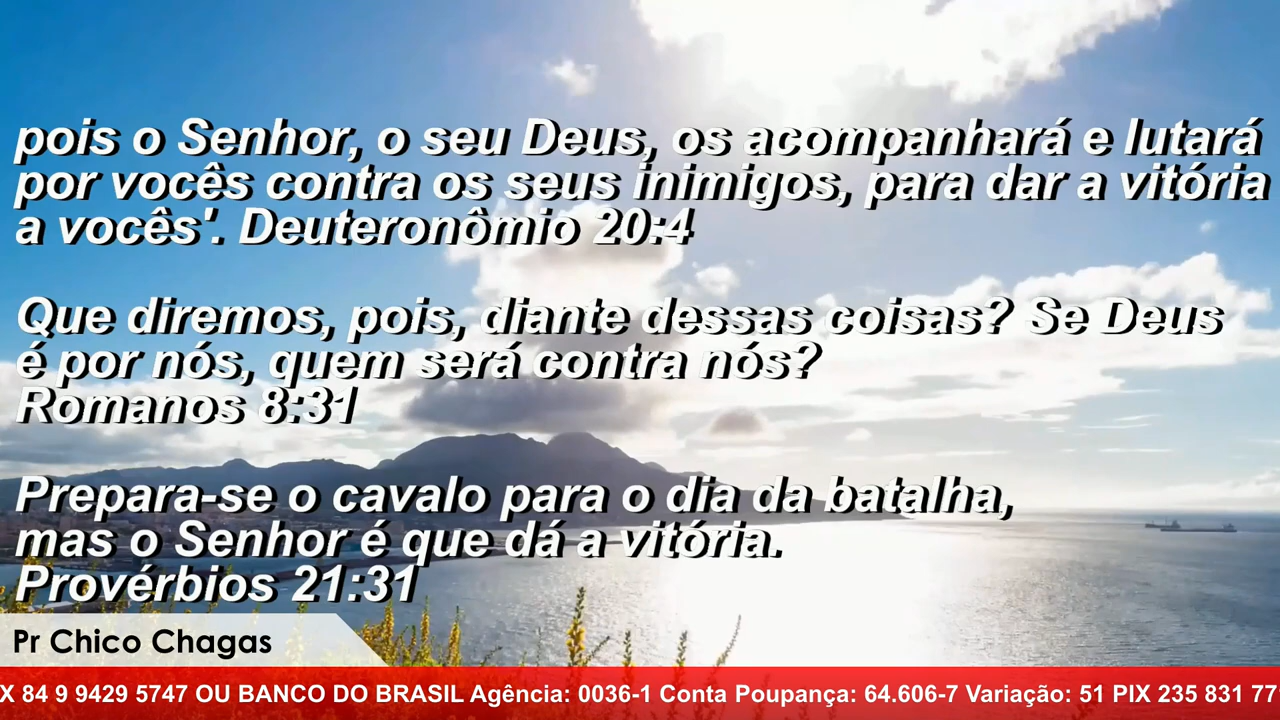 pois o Senhor, o seu Deus, os acompanhará e lutará
por vocês contra os seus inimigos, para dar a vitória
a vocês'. Deuteronômio 20:4
Que diremos, pois, diante dessas coisas? Se Deus
é por nós, quem será contra nós?
Romanos 8:31
Prepara-se o cavalo para o dia da batalha,
mas o Senhor é que dá a vitória.
Provérbios 21:31
Pr Chico Chagas
X 84 9 9429 5747 OU BANCO DO BRASIL Agência: 0036-1 Conta Poupança: 64.606-7 Variação: 51 PIX 235 831 77